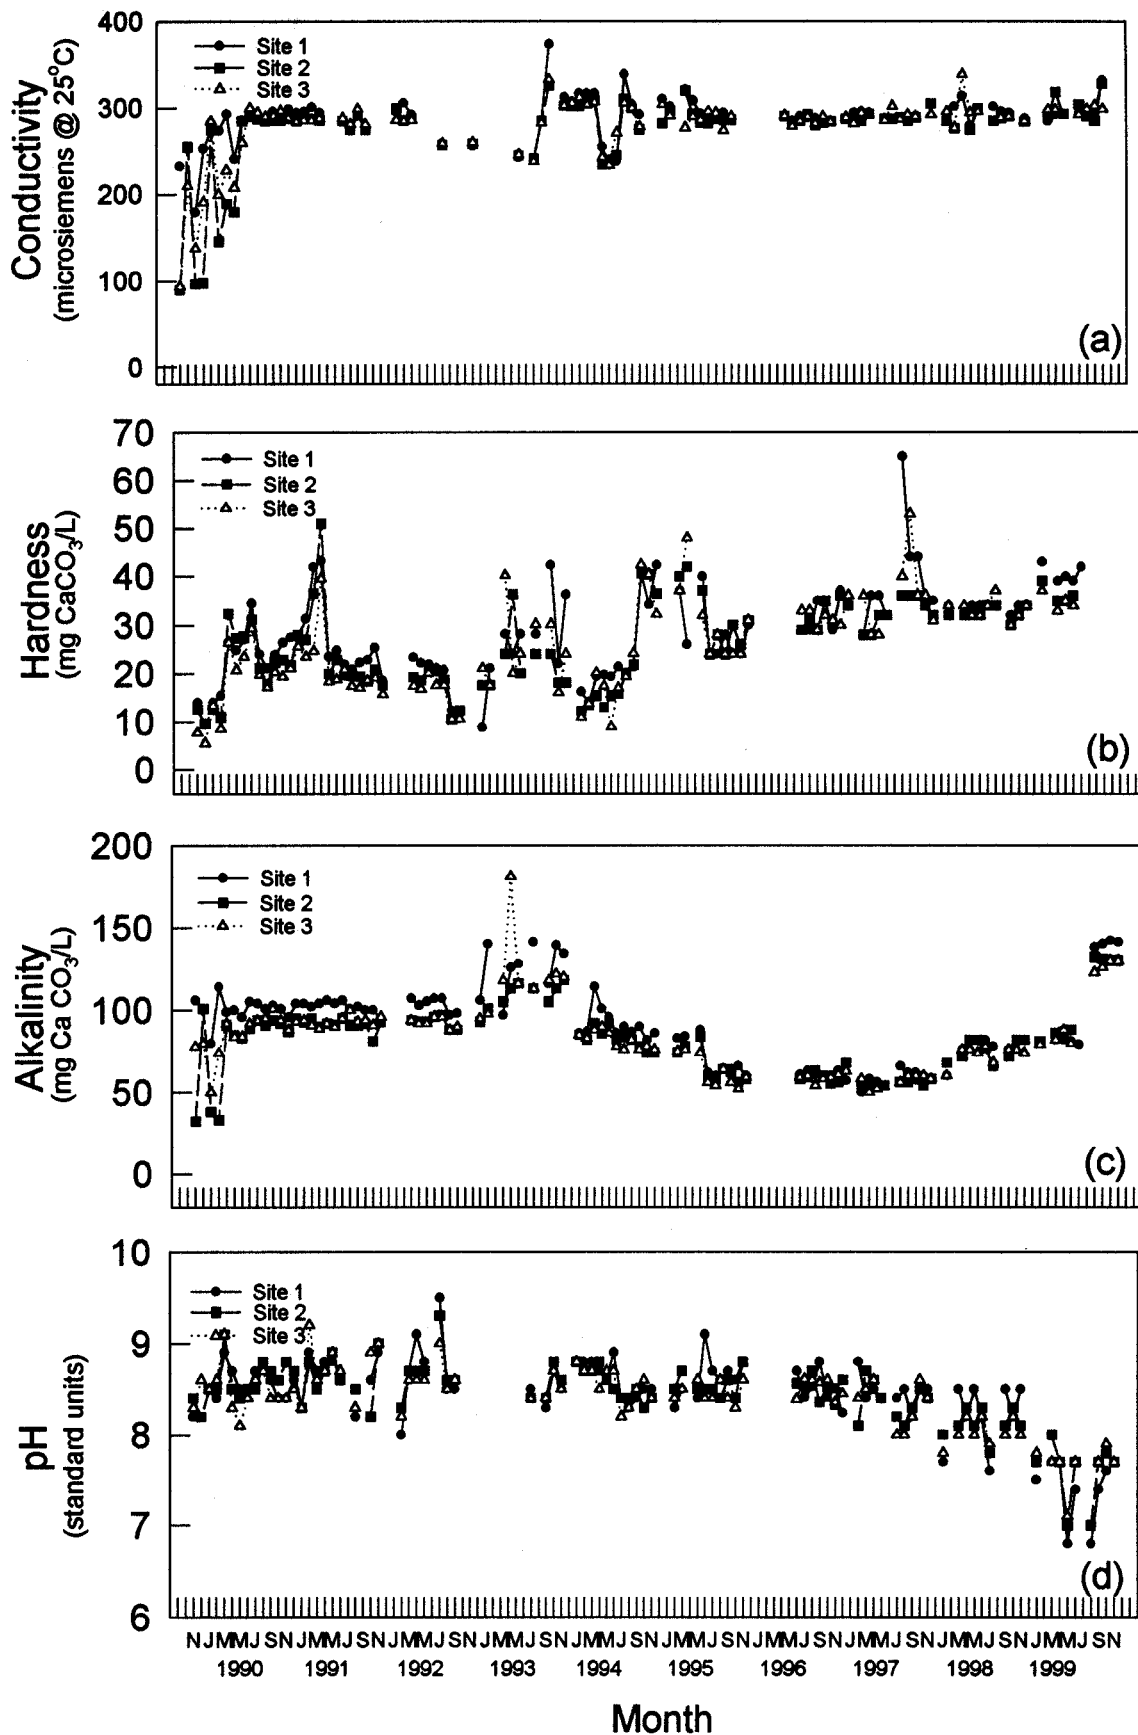 Conductivity
(microsiemens @ 25°C)
400
300
200
100
0
Site 1
Site 2
Site 3
(a)
Hardness
(mg CaCO₃/L)
70
60
50
40
30
20
10
0
Site 1
Site 2
Site 3
(b)
Alkalinity
(mg Ca CO₃/L)
200
150
100
50
0
Site 1
Site 2
Site 3
(c)
pH
(standard units)
10
9
8
7
6
Site 1
Site 2
Site 3
(d)
N J M M J S N J M M J S N J M M J S N J M M J S N J M M J S N J M M J S N J M M J S N J M M J S N J M M J S N J M M J S N
1990 1991 1992 1993 1994 1995 1996 1997 1998 1999
Month